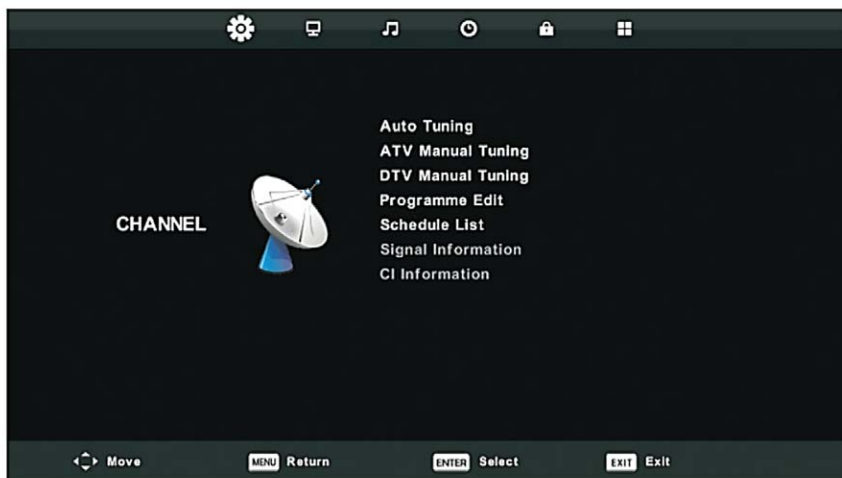 Auto Tuning
ATV Manual Tuning
DTV Manual Tuning
Programme Edit
CHANNEL
Schedule List
Signal Information
CI Information
Move MENU Return ENTER Select EXIT Exit